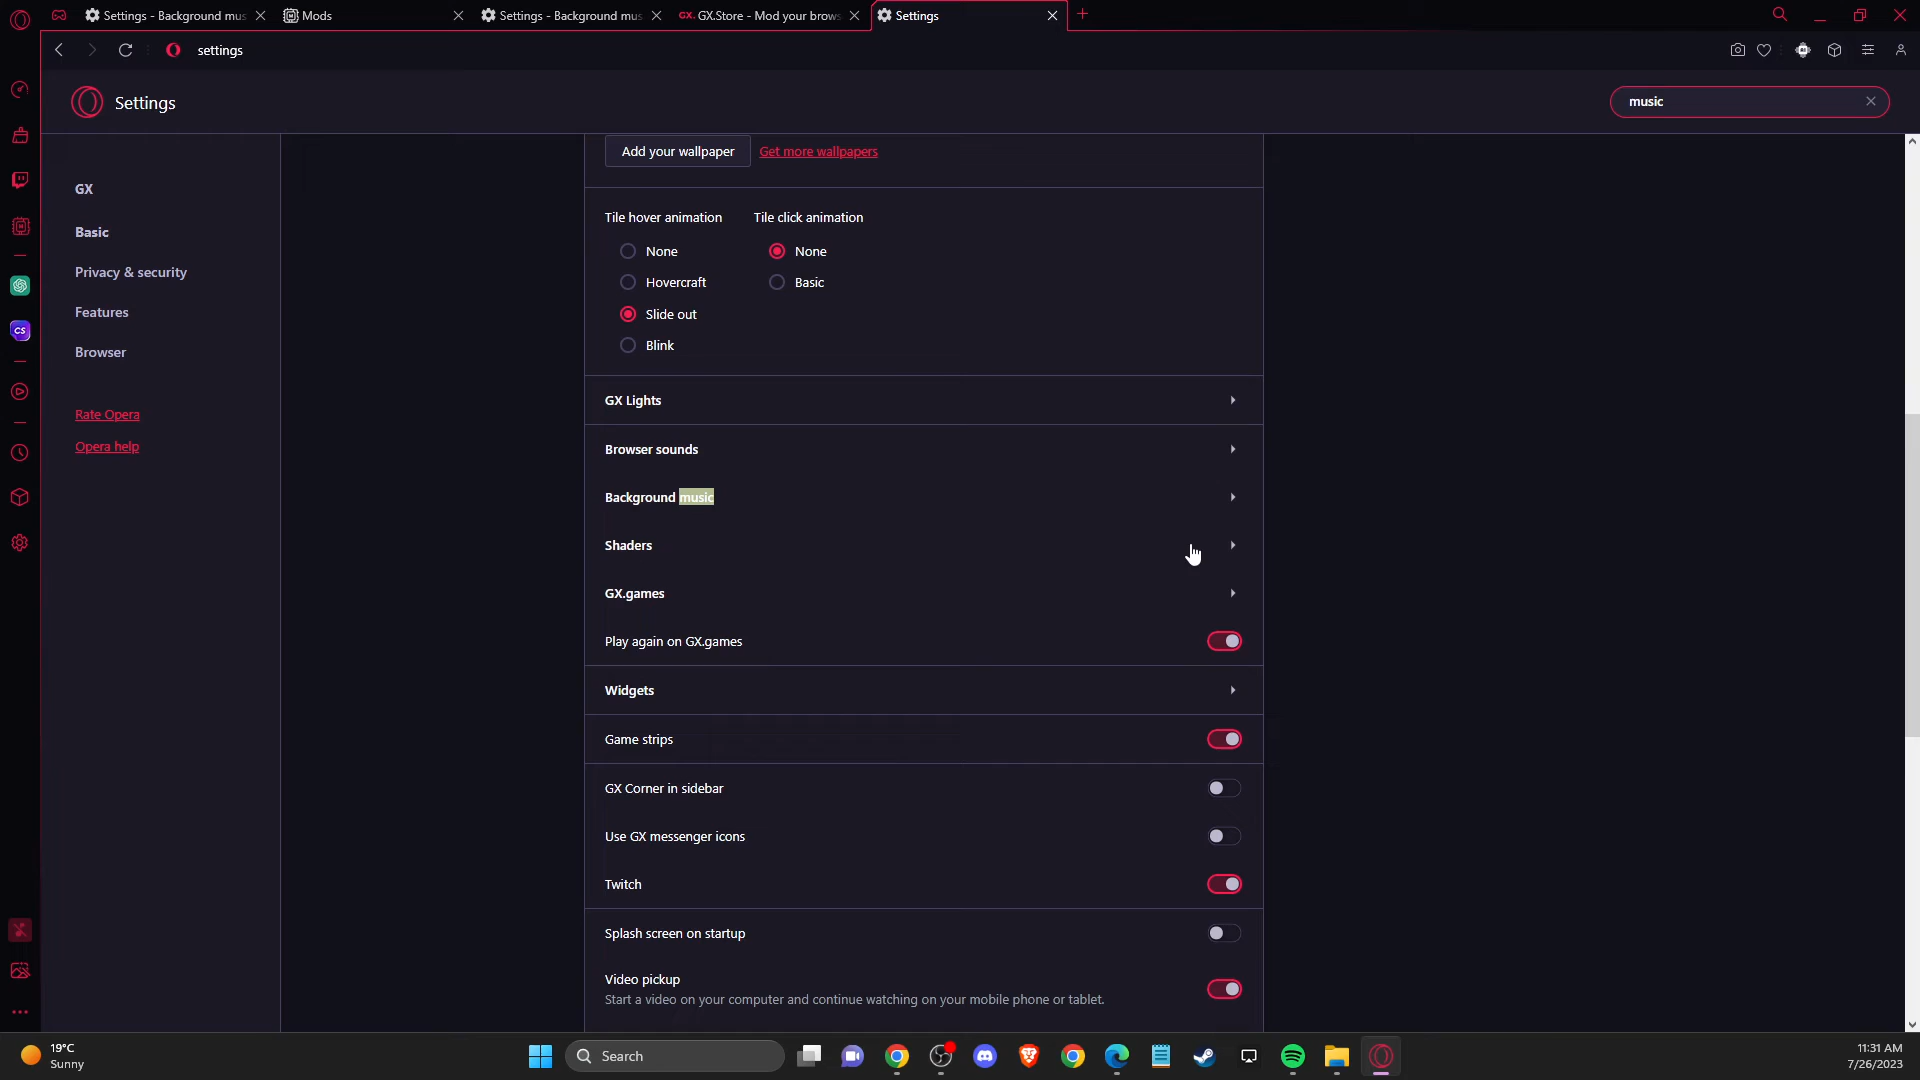 Settings - Background mus
Mods
Settings - Background mus
GX. GX.Store - Mod your brow
Settings
settings
Settings
music
GX
Basic
Privacy & security
Features
Browser
Rate Opera
Opera help
CS
Add your wallpaper
Get more wallpapers
Tile hover animation
Tile click animation
None
None
Hovercraft
Basic
Slide out
Blink
GX Lights
Browser sounds
Background music
Shaders
GX.games
Play again on GX.games
Widgets
Game strips
GX Corner in sidebar
Use GX messenger icons
Twitch
Splash screen on startup
Video pickup
Start a video on your computer and continue watching on your mobile phone or tablet.
19°C
Sunny
Search
11:31 AM
7/26/2023